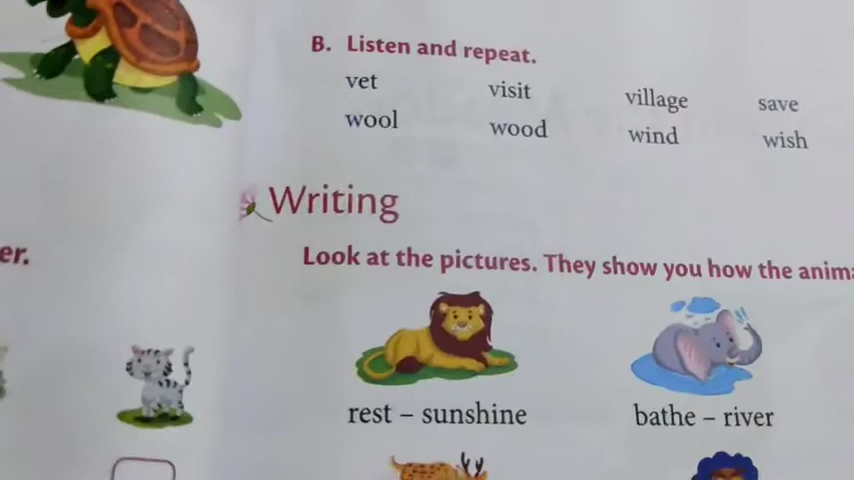 B. Listen and repeat.
vet visit village save
wool wood wind wish
Writing
er.
Look at the pictures. They show you how the anima
rest – sunshine
bathe – river